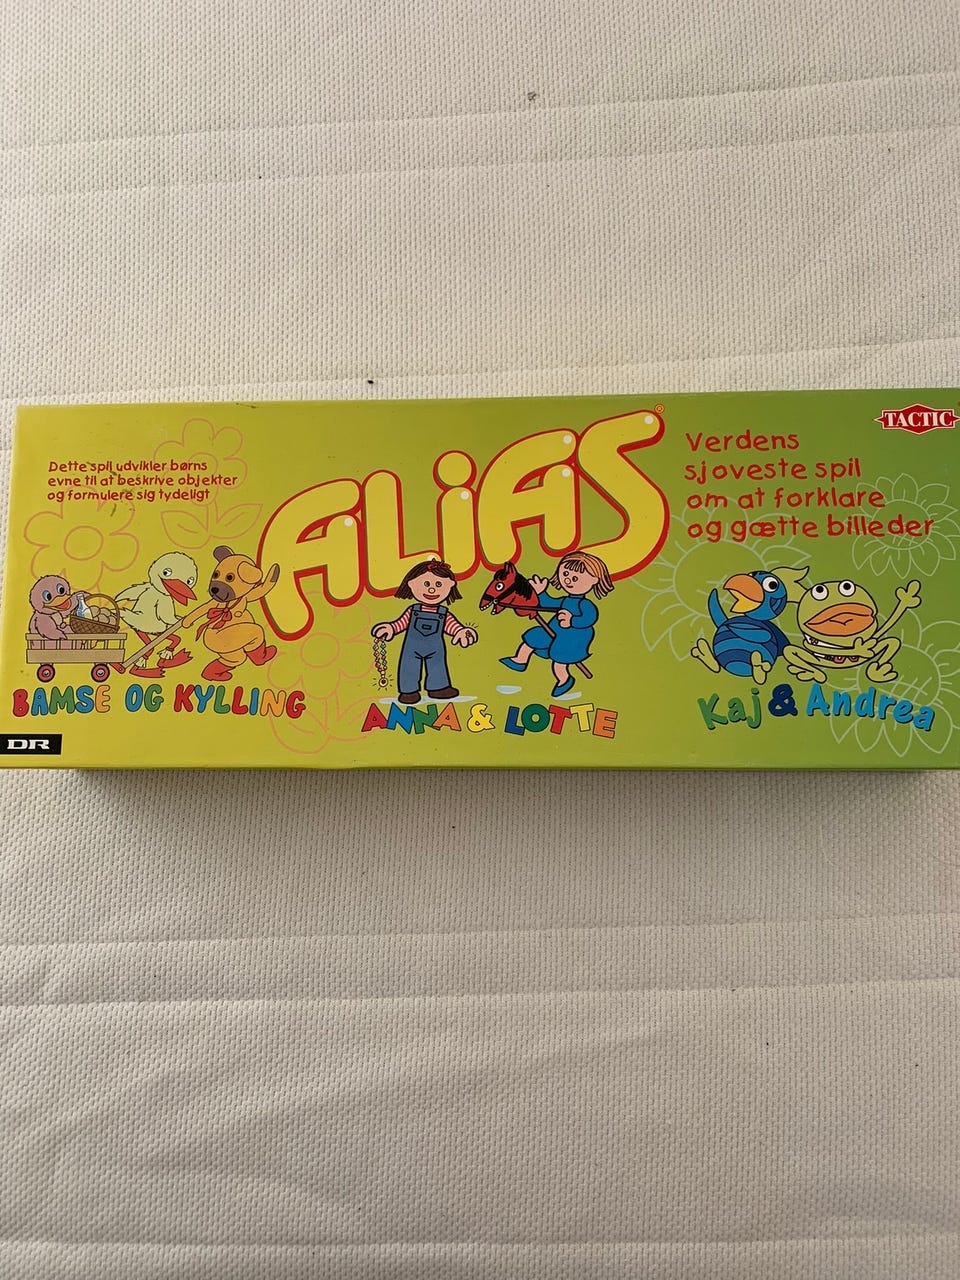 Dette spil udvikler børns
evne til at beskrive objekter
og formulere sig tydeligt
ALiAS®
Verdens
sjoveste spil
om at forklare
og gætte billeder
TACTIC
BAMSE OG KYLLING
ANNA & LOTTE
Kaj & Andrea
DR